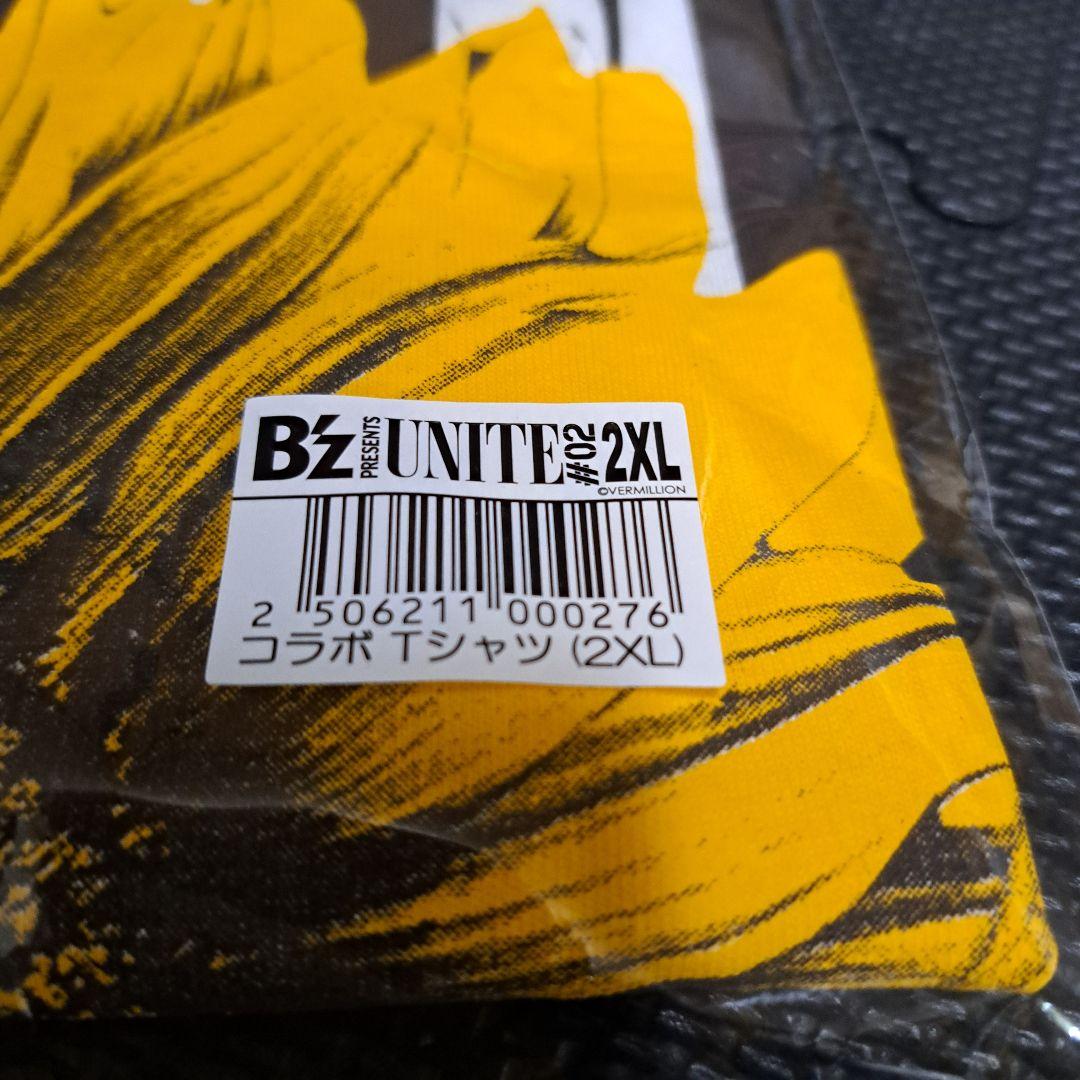 B'z PRESENTS UNITE #02 2XL
©VERMILLION
2 506211 000276
コラボ Tシャツ (2XL)